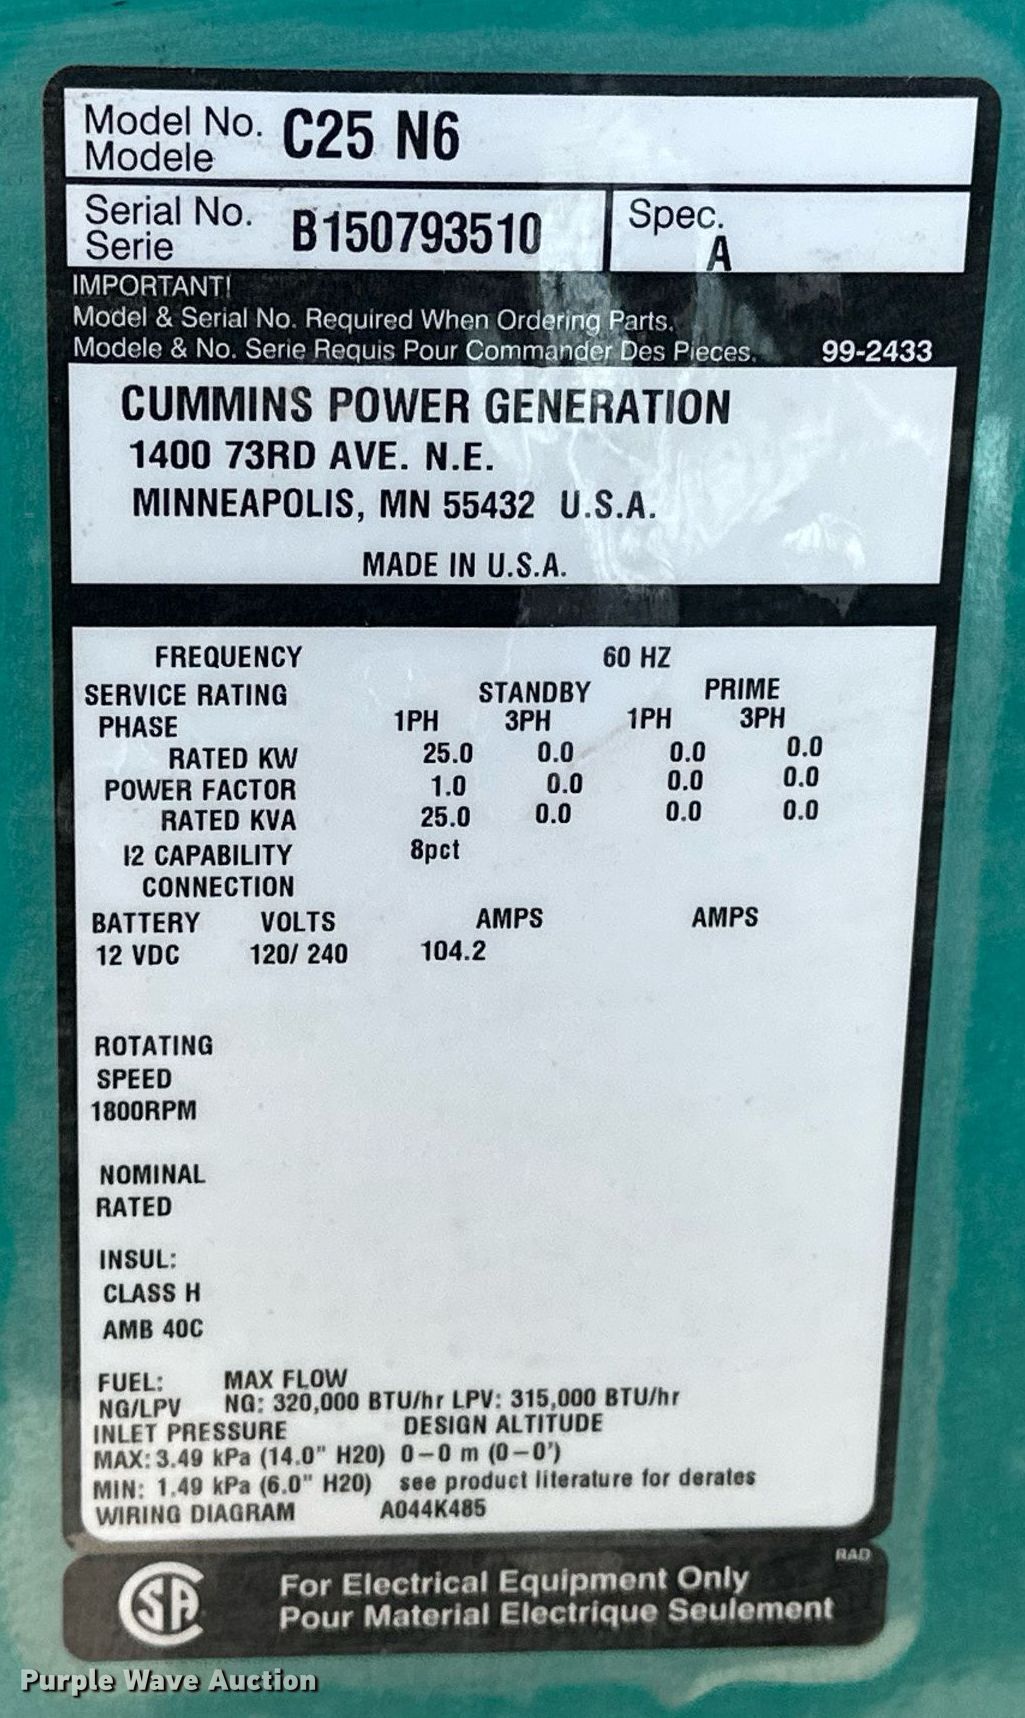 Model No. C25 N6
Modele
Serial No. B150793510 Spec.
Serie A
IMPORTANT!
Model & Serial No. Required When Ordering Parts.
Modele & No. Serie Requis Pour Commander Des Pieces. 99-2433
CUMMINS POWER GENERATION
1400 73RD AVE. N.E.
MINNEAPOLIS, MN 55432 U.S.A.
MADE IN U.S.A.
FREQUENCY 60 HZ
SERVICE RATING STANDBY PRIME
PHASE 1PH 3PH 1PH 3PH
RATED KW 25.0 0.0 0.0 0.0
POWER FACTOR 1.0 0.0 0.0 0.0
RATED KVA 25.0 0.0 0.0 0.0
I2 CAPABILITY 8pct
CONNECTION
BATTERY VOLTS AMPS AMPS
12 VDC 120/ 240 104.2
ROTATING
SPEED
1800RPM
NOMINAL
RATED
INSUL:
CLASS H
AMB 40C
FUEL: MAX FLOW
NG/LPV NG: 320,000 BTU/hr LPV: 315,000 BTU/hr
INLET PRESSURE DESIGN ALTITUDE
MAX: 3.49 kPa (14.0" H20) 0-0 m (0-0')
MIN: 1.49 kPa (6.0" H20) see product literature for derates
WIRING DIAGRAM A044K485
RAD
CSA For Electrical Equipment Only
Pour Material Electrique Seulement
Purple Wave Auction